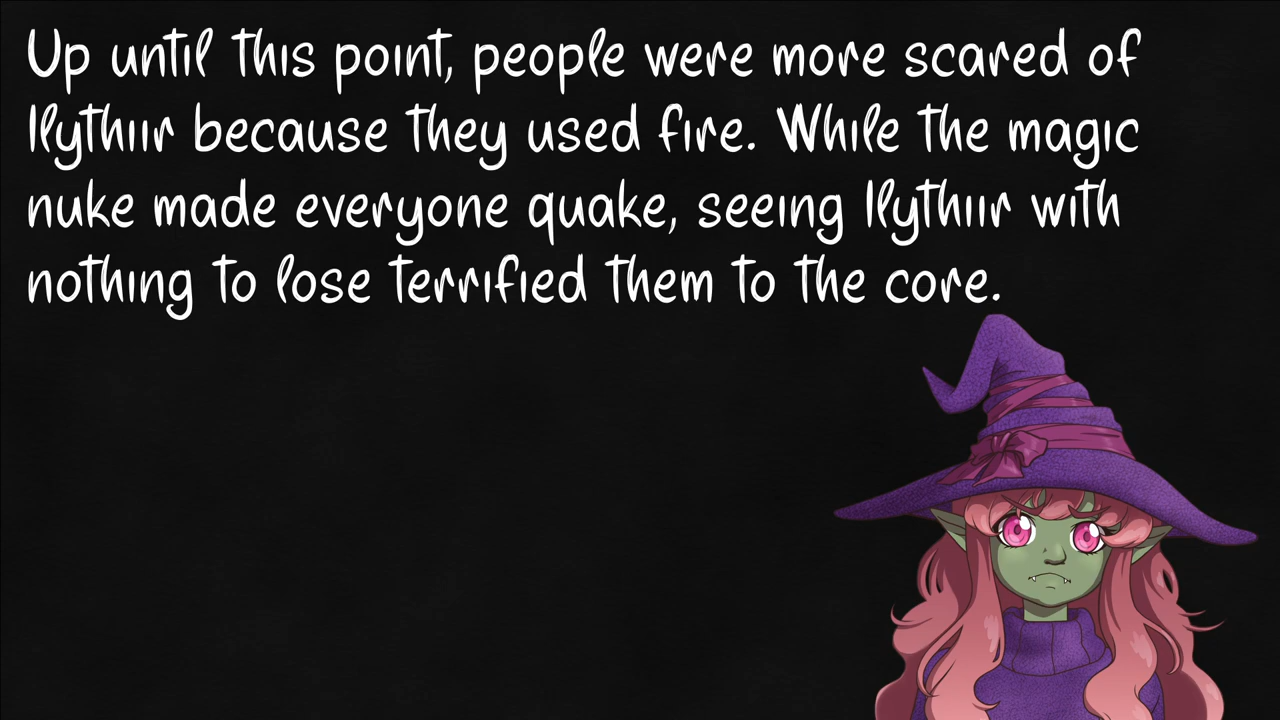 Up until this point, people were more scared of
Ilythiir because they used fire. While the magic
nuke made everyone quake, seeing Ilythiir with
nothing to lose terrified them to the core.